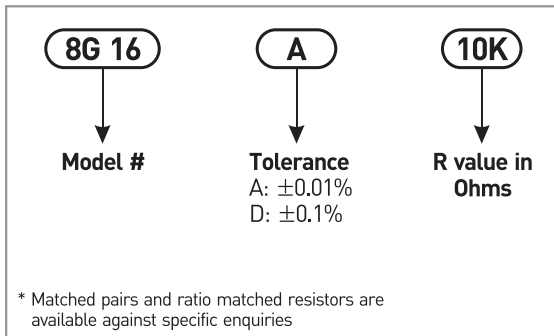 8G 16 A 10K
Model # Tolerance R value in
A: ±0.01% Ohms
D: ±0.1%
* Matched pairs and ratio matched resistors are
available against specific enquiries